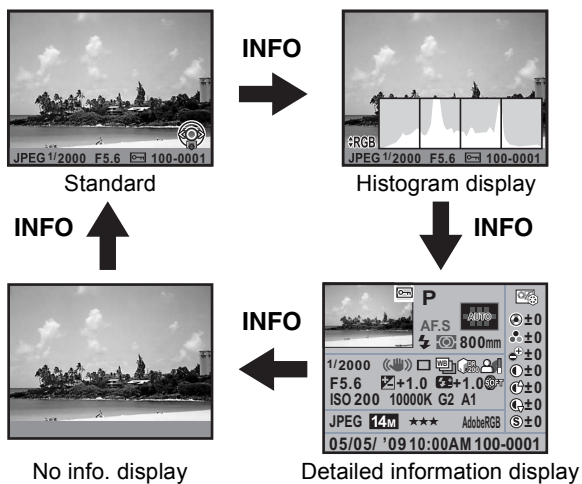 INFO
RGB
JPEG 1/2000 F5.6 100-0001
JPEG 1/2000 F5.6 100-0001
Standard
Histogram display
INFO
INFO
INFO
P
AUTO
AF.S
800mm
±0
±0
±0
±0
±0
±0
S±0
1/2000 WB
F5.6 +1.0 +1.0 SOFT
ISO 200 10000K G2 A1
JPEG 14M ★★★ AdobeRGB
05/05/ '09 10:00AM 100-0001
No info. display
Detailed information display